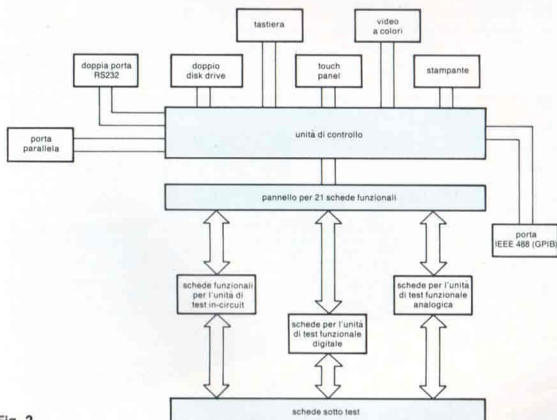 tastiera
video
a colori
doppia porta
RS232
doppio
disk drive
touch
panel
stampante
unità di controllo
porta
parallela
pannello per 21 schede funzionali
porta
IEEE 488 (GPIB)
schede funzionali
per l'unità di
test in-circuit
schede per l'unità
di test funzionale
digitale
schede per l'unità
di test funzionale
analogica
schede sotto test